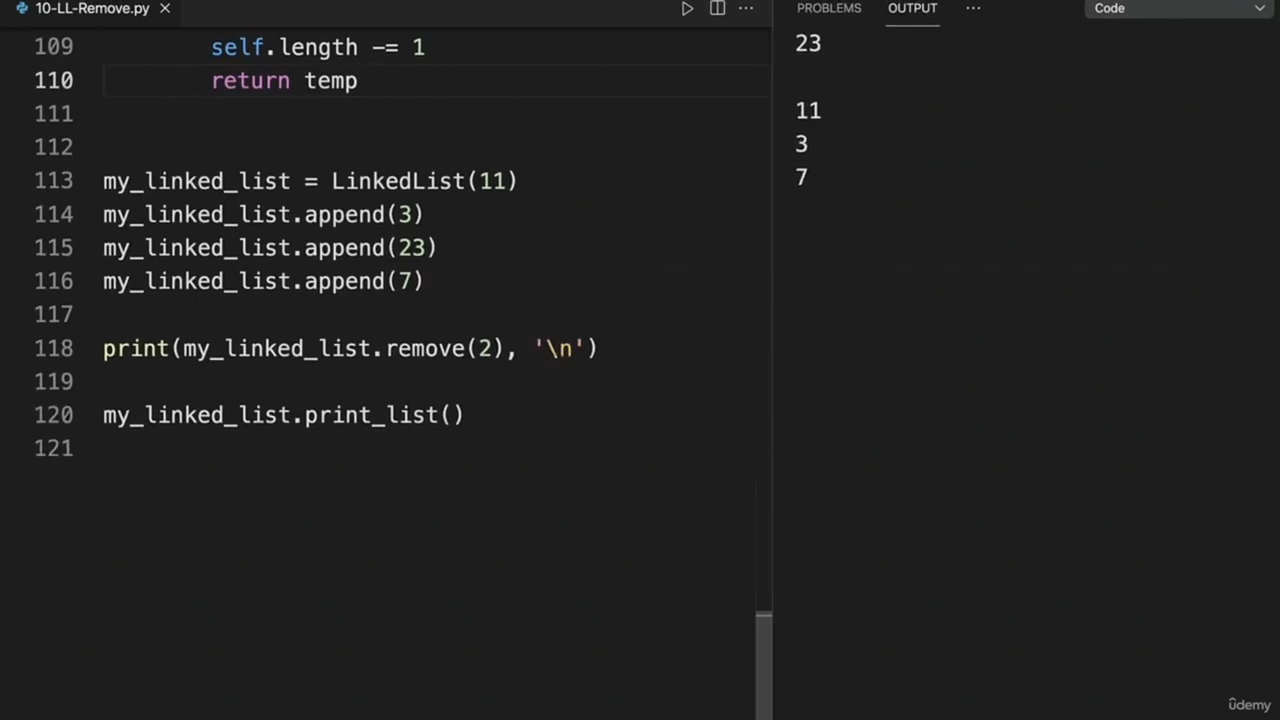 10-LL-Remove.py
109 self.length -= 1
110 return temp
111
112
113 my_linked_list = LinkedList(11)
114 my_linked_list.append(3)
115 my_linked_list.append(23)
116 my_linked_list.append(7)
117
118 print(my_linked_list.remove(2), '\n')
119
120 my_linked_list.print_list()
121
PROBLEMS OUTPUT ··· Code
23
11
3
7
ûdemy